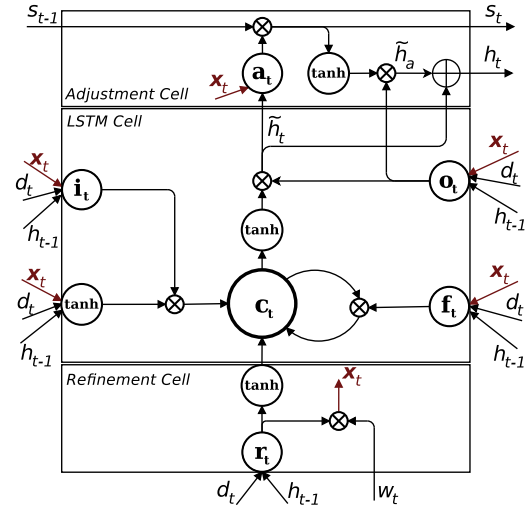 s_{t-1} s_t
a_t tanh h̃_a h_t
x_t
Adjustment Cell
LSTM Cell h̃_t
x_t x_t
d_t i_t o_t d_t
h_{t-1} h_{t-1}
tanh
x_t x_t
d_t tanh c_t f_t d_t
h_{t-1} h_{t-1}
Refinement Cell x_t
tanh
r_t
d_t h_{t-1} w_t